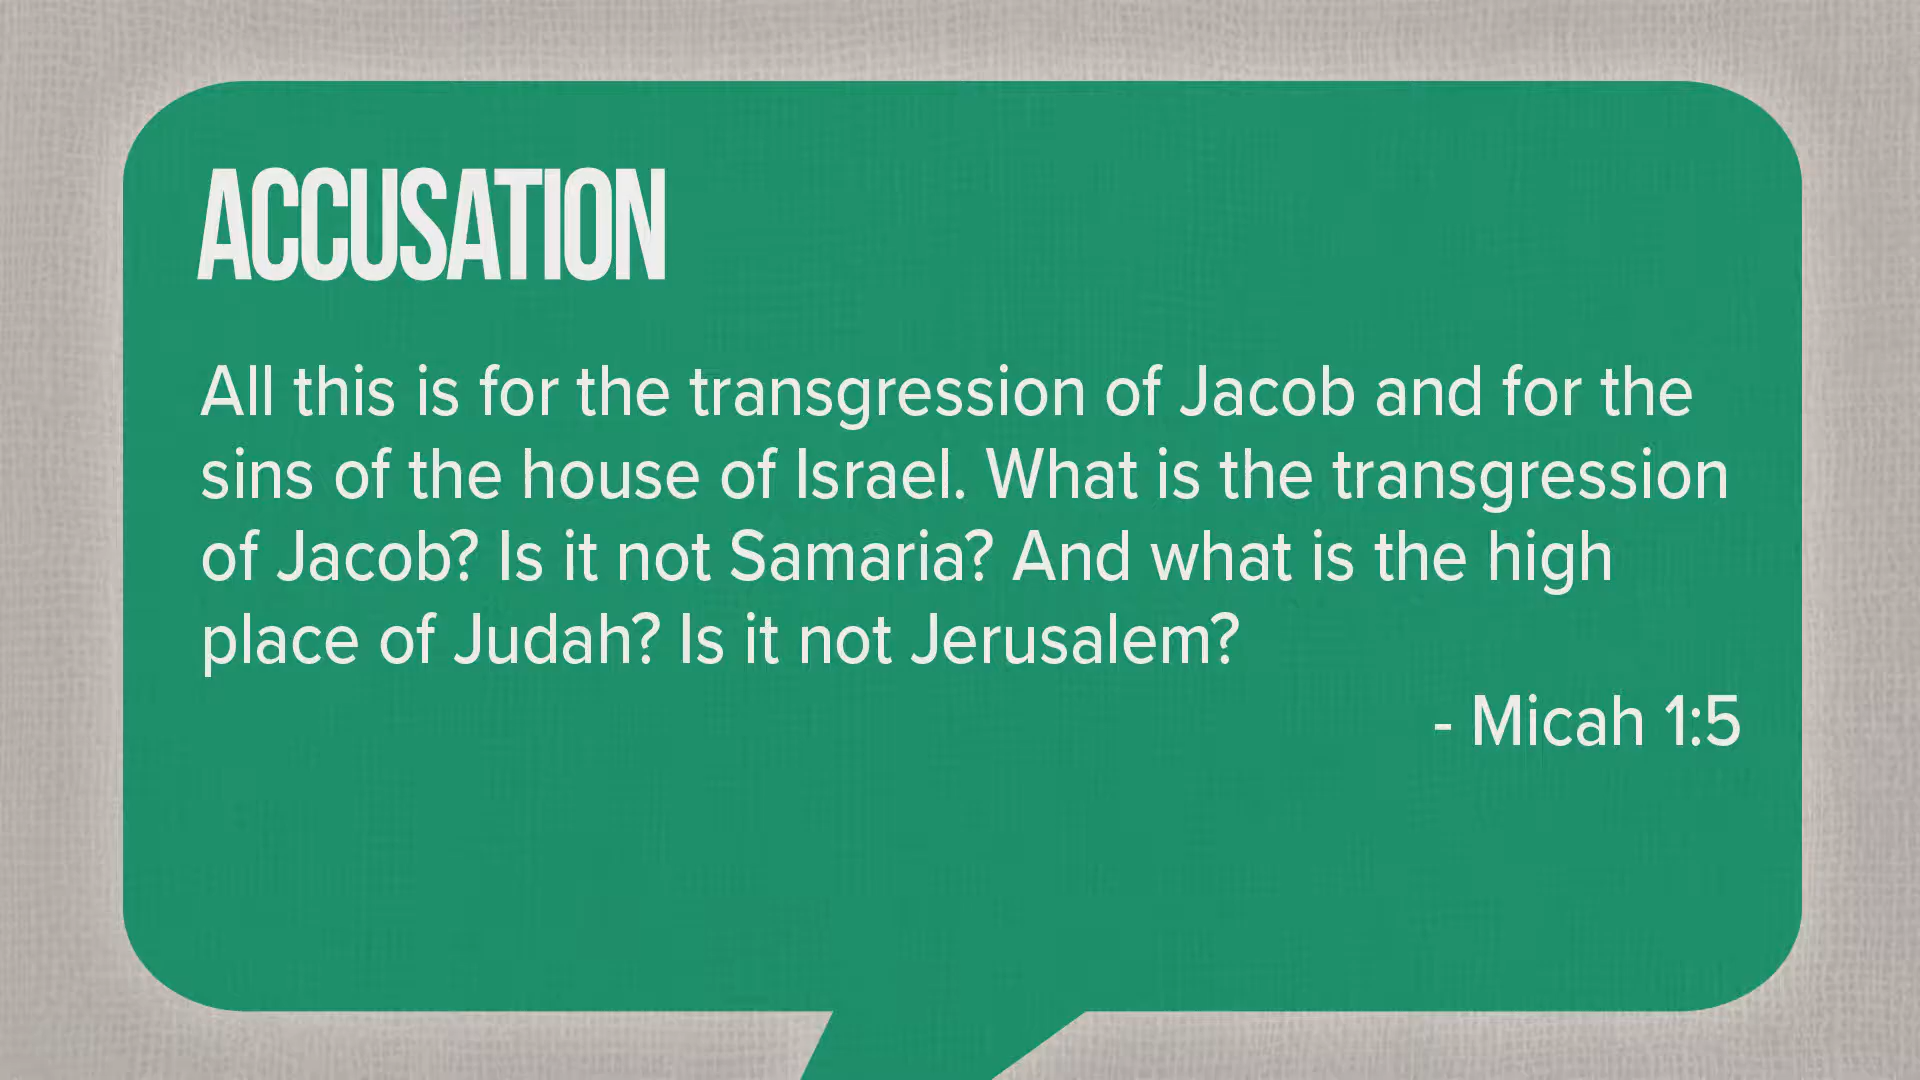 ACCUSATION
All this is for the transgression of Jacob and for the
sins of the house of Israel. What is the transgression
of Jacob? Is it not Samaria? And what is the high
place of Judah? Is it not Jerusalem?
- Micah 1:5